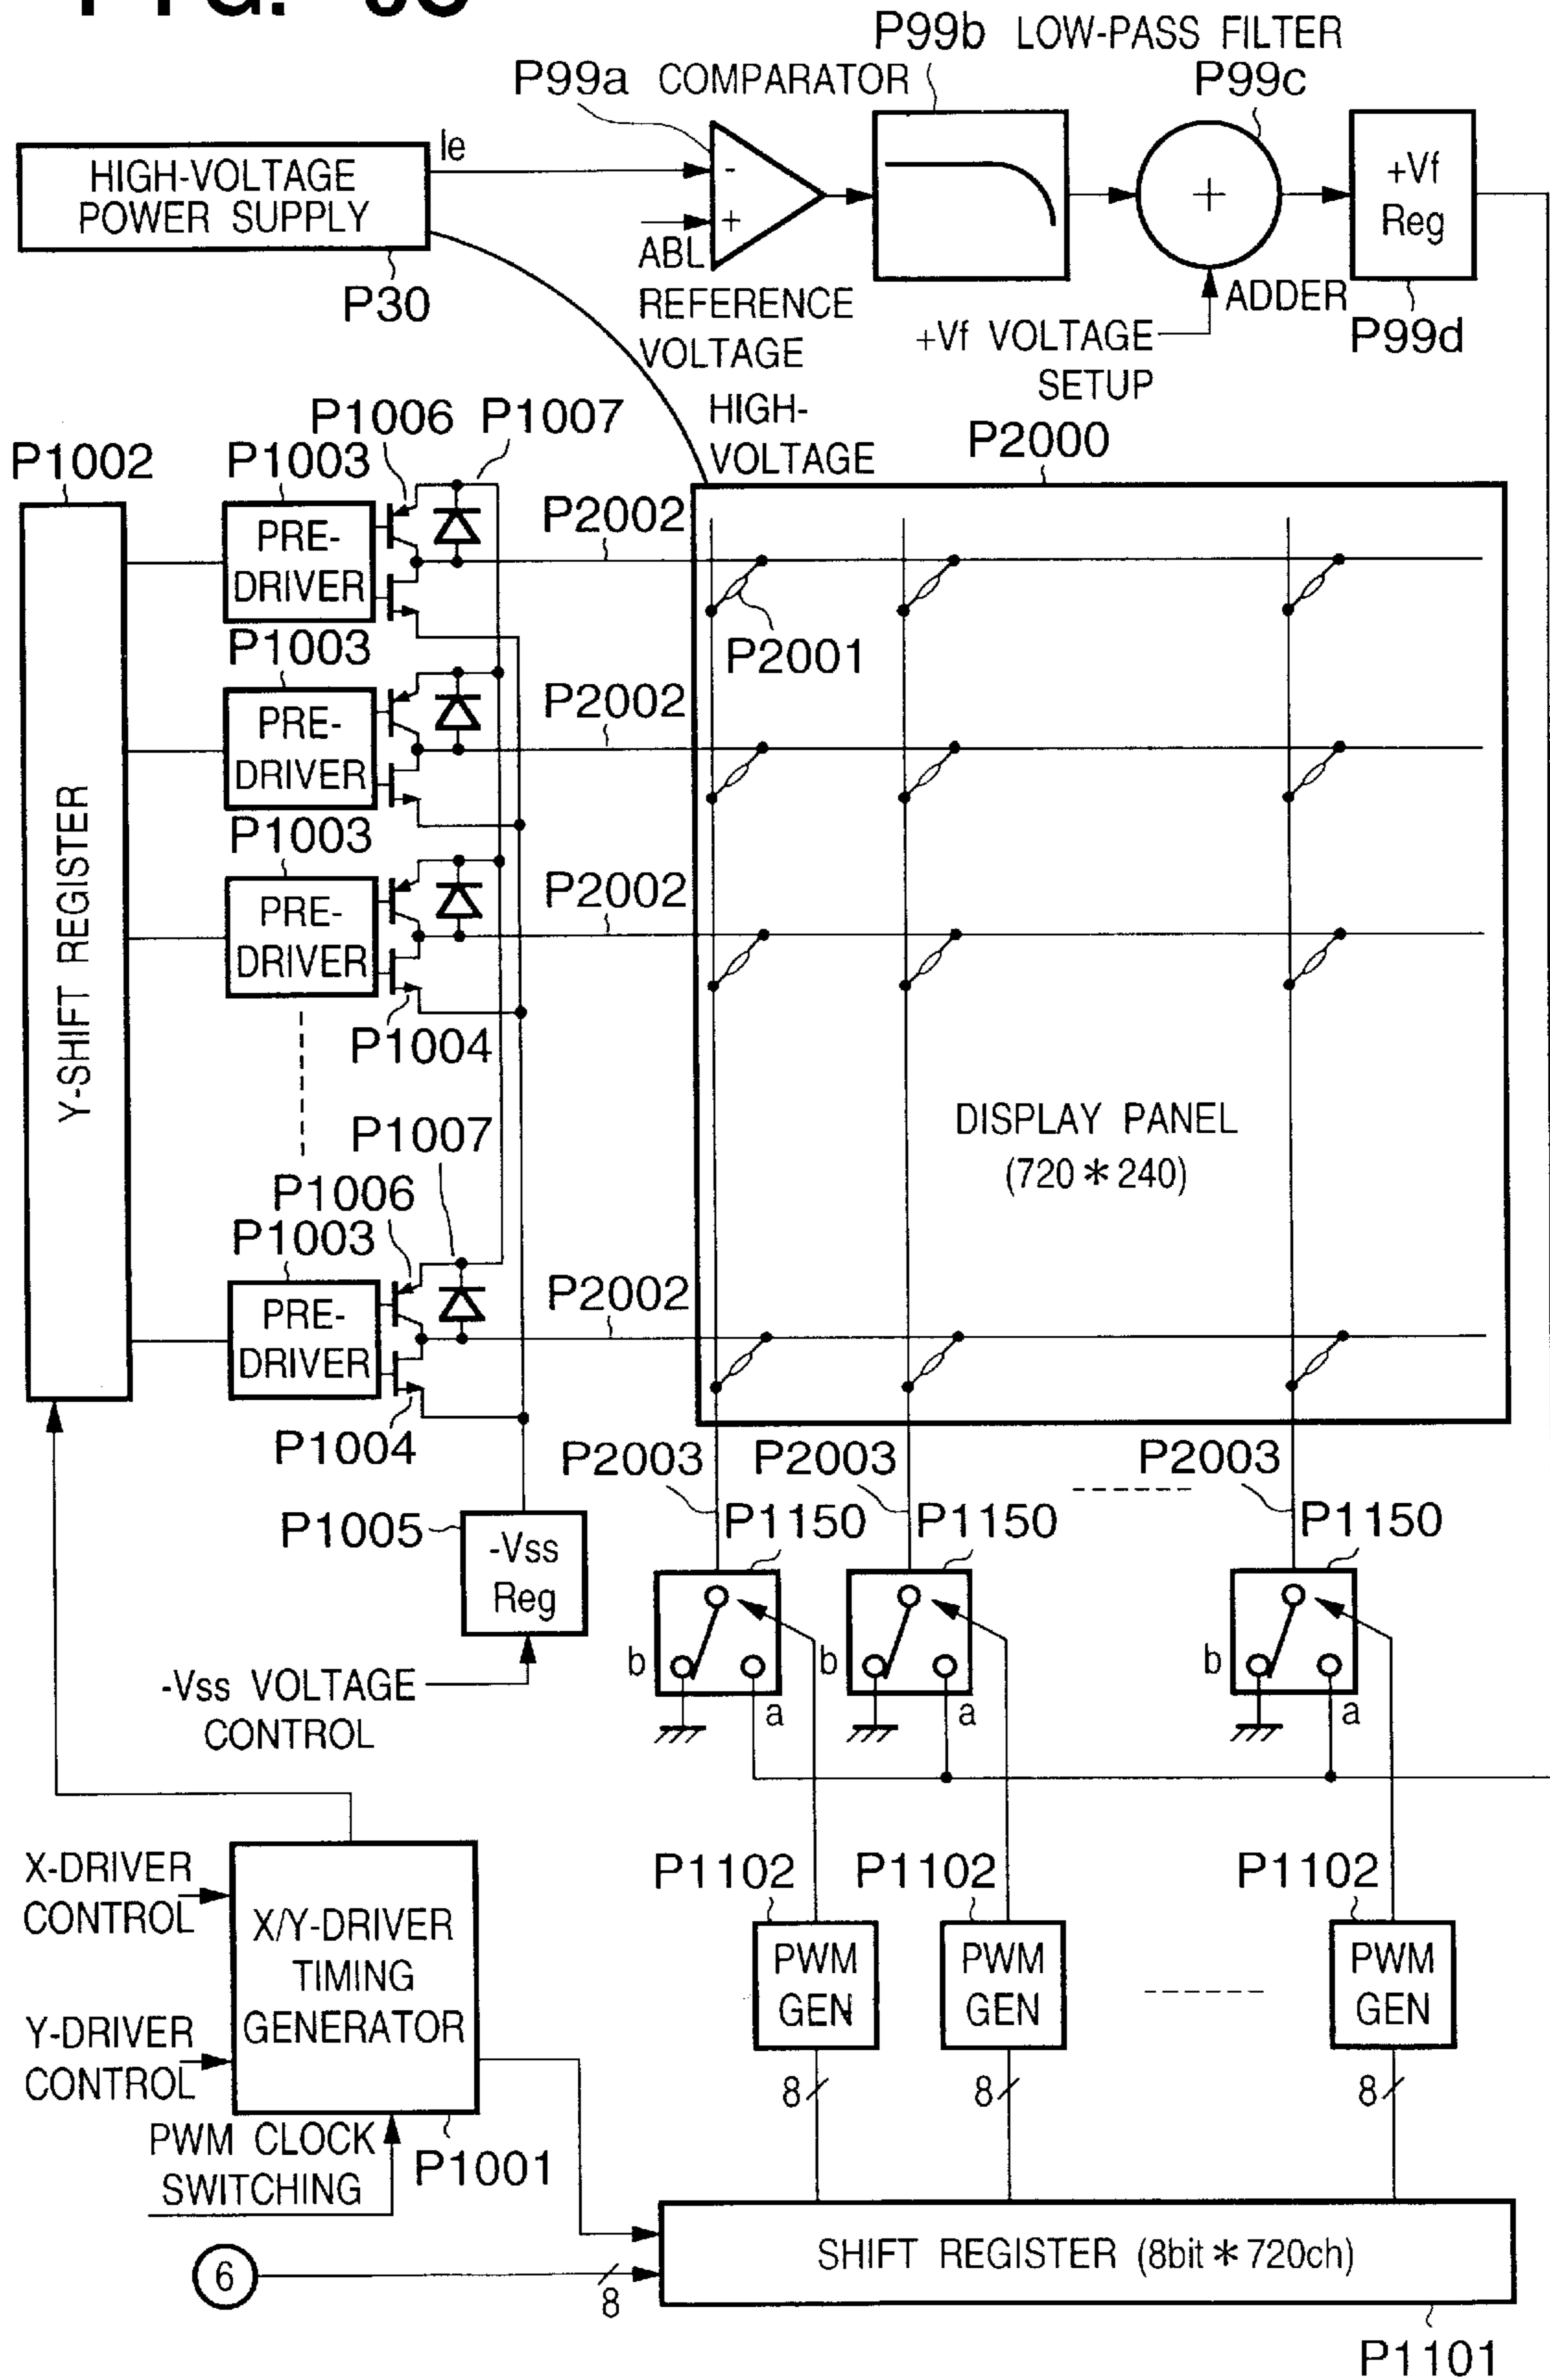 P99b LOW-PASS FILTER
P99a COMPARATOR
P99c
HIGH-VOLTAGE
POWER SUPPLY
Ie
-
+
+
+Vf
Reg
ABL
REFERENCE
VOLTAGE
P30
ADDER
+Vf VOLTAGE
SETUP
P99d
HIGH-
VOLTAGE
P2000
P1006 P1007
P1002
P1003
PRE-
DRIVER
P2002
P2001
P1003
PRE-
DRIVER
P2002
P1003
PRE-
DRIVER
P2002
Y-SHIFT REGISTER
P1004
DISPLAY PANEL
(720*240)
P1007
P1006
P1003
PRE-
DRIVER
P2002
P1004
P2003 P2003 P2003
P1005
-Vss
Reg
P1150 P1150 P1150
b a b a b a
-Vss VOLTAGE
CONTROL
X-DRIVER
CONTROL
X/Y-DRIVER
TIMING
GENERATOR
Y-DRIVER
CONTROL
PWM CLOCK
SWITCHING
P1001
P1102 P1102 P1102
PWM
GEN
PWM
GEN
PWM
GEN
8 8 8
SHIFT REGISTER (8bit*720ch)
6
8
P1101